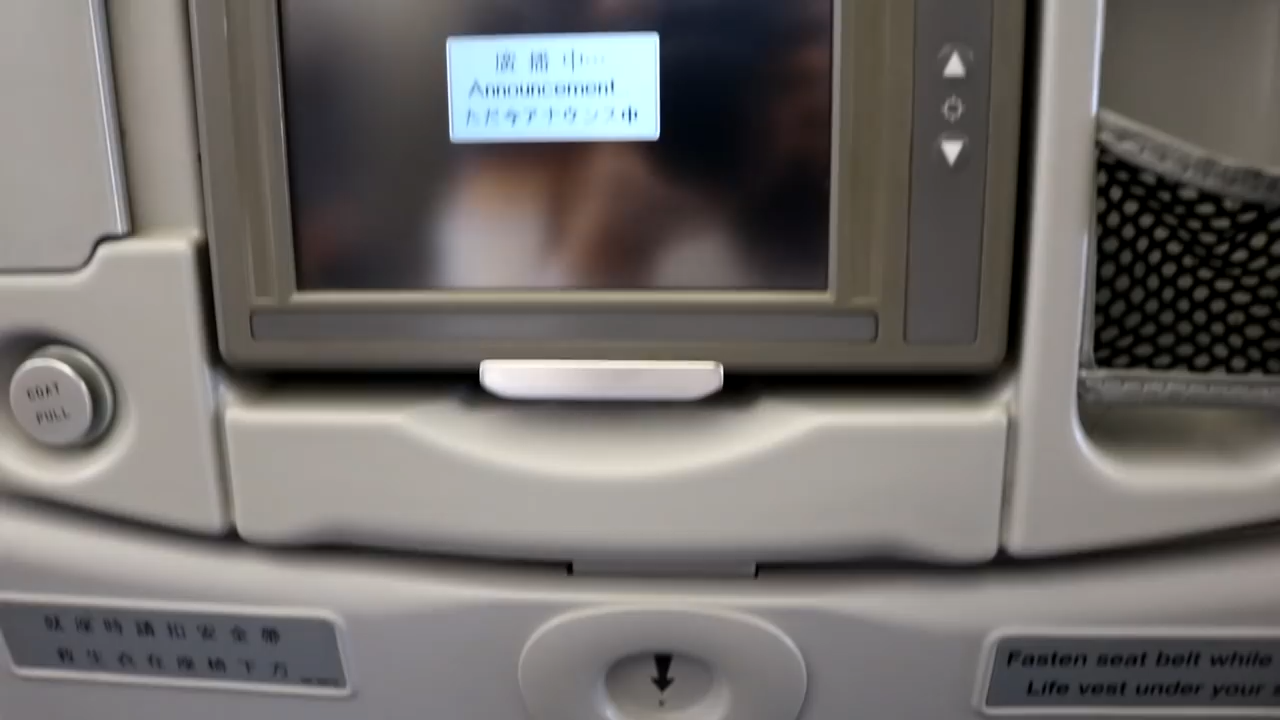 廣播中…
Announcement
ただ今アナウンス中
COAT
PULL
就座時請扣安全帶
救生衣在座椅下方
Fasten seat belt while
Life vest under your